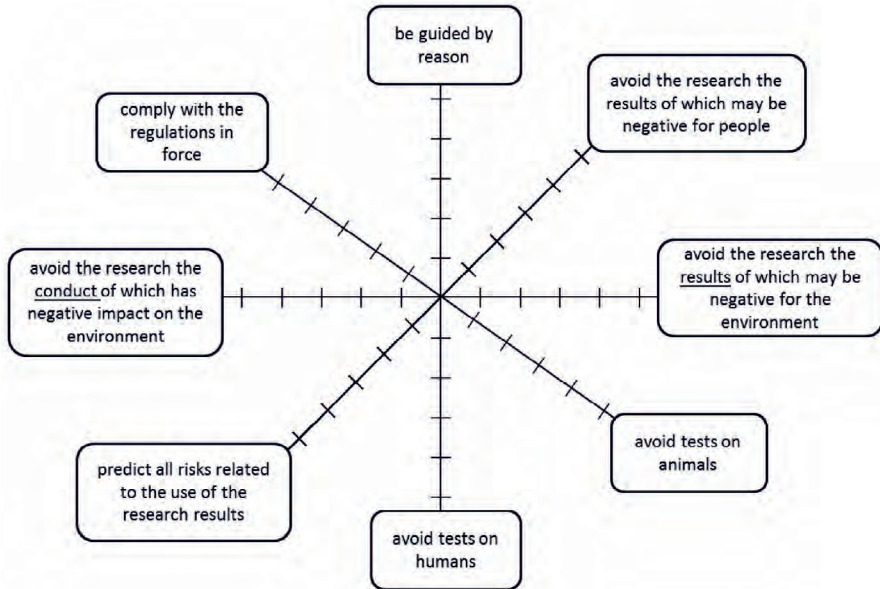 be guided by
reason
avoid the research the
results of which may be
negative for people
comply with the
regulations in
force
avoid the research the
conduct of which has
negative impact on the
environment
avoid the research the
results of which may be
negative for the
environment
predict all risks related
to the use of the
research results
avoid tests on
animals
avoid tests on
humans